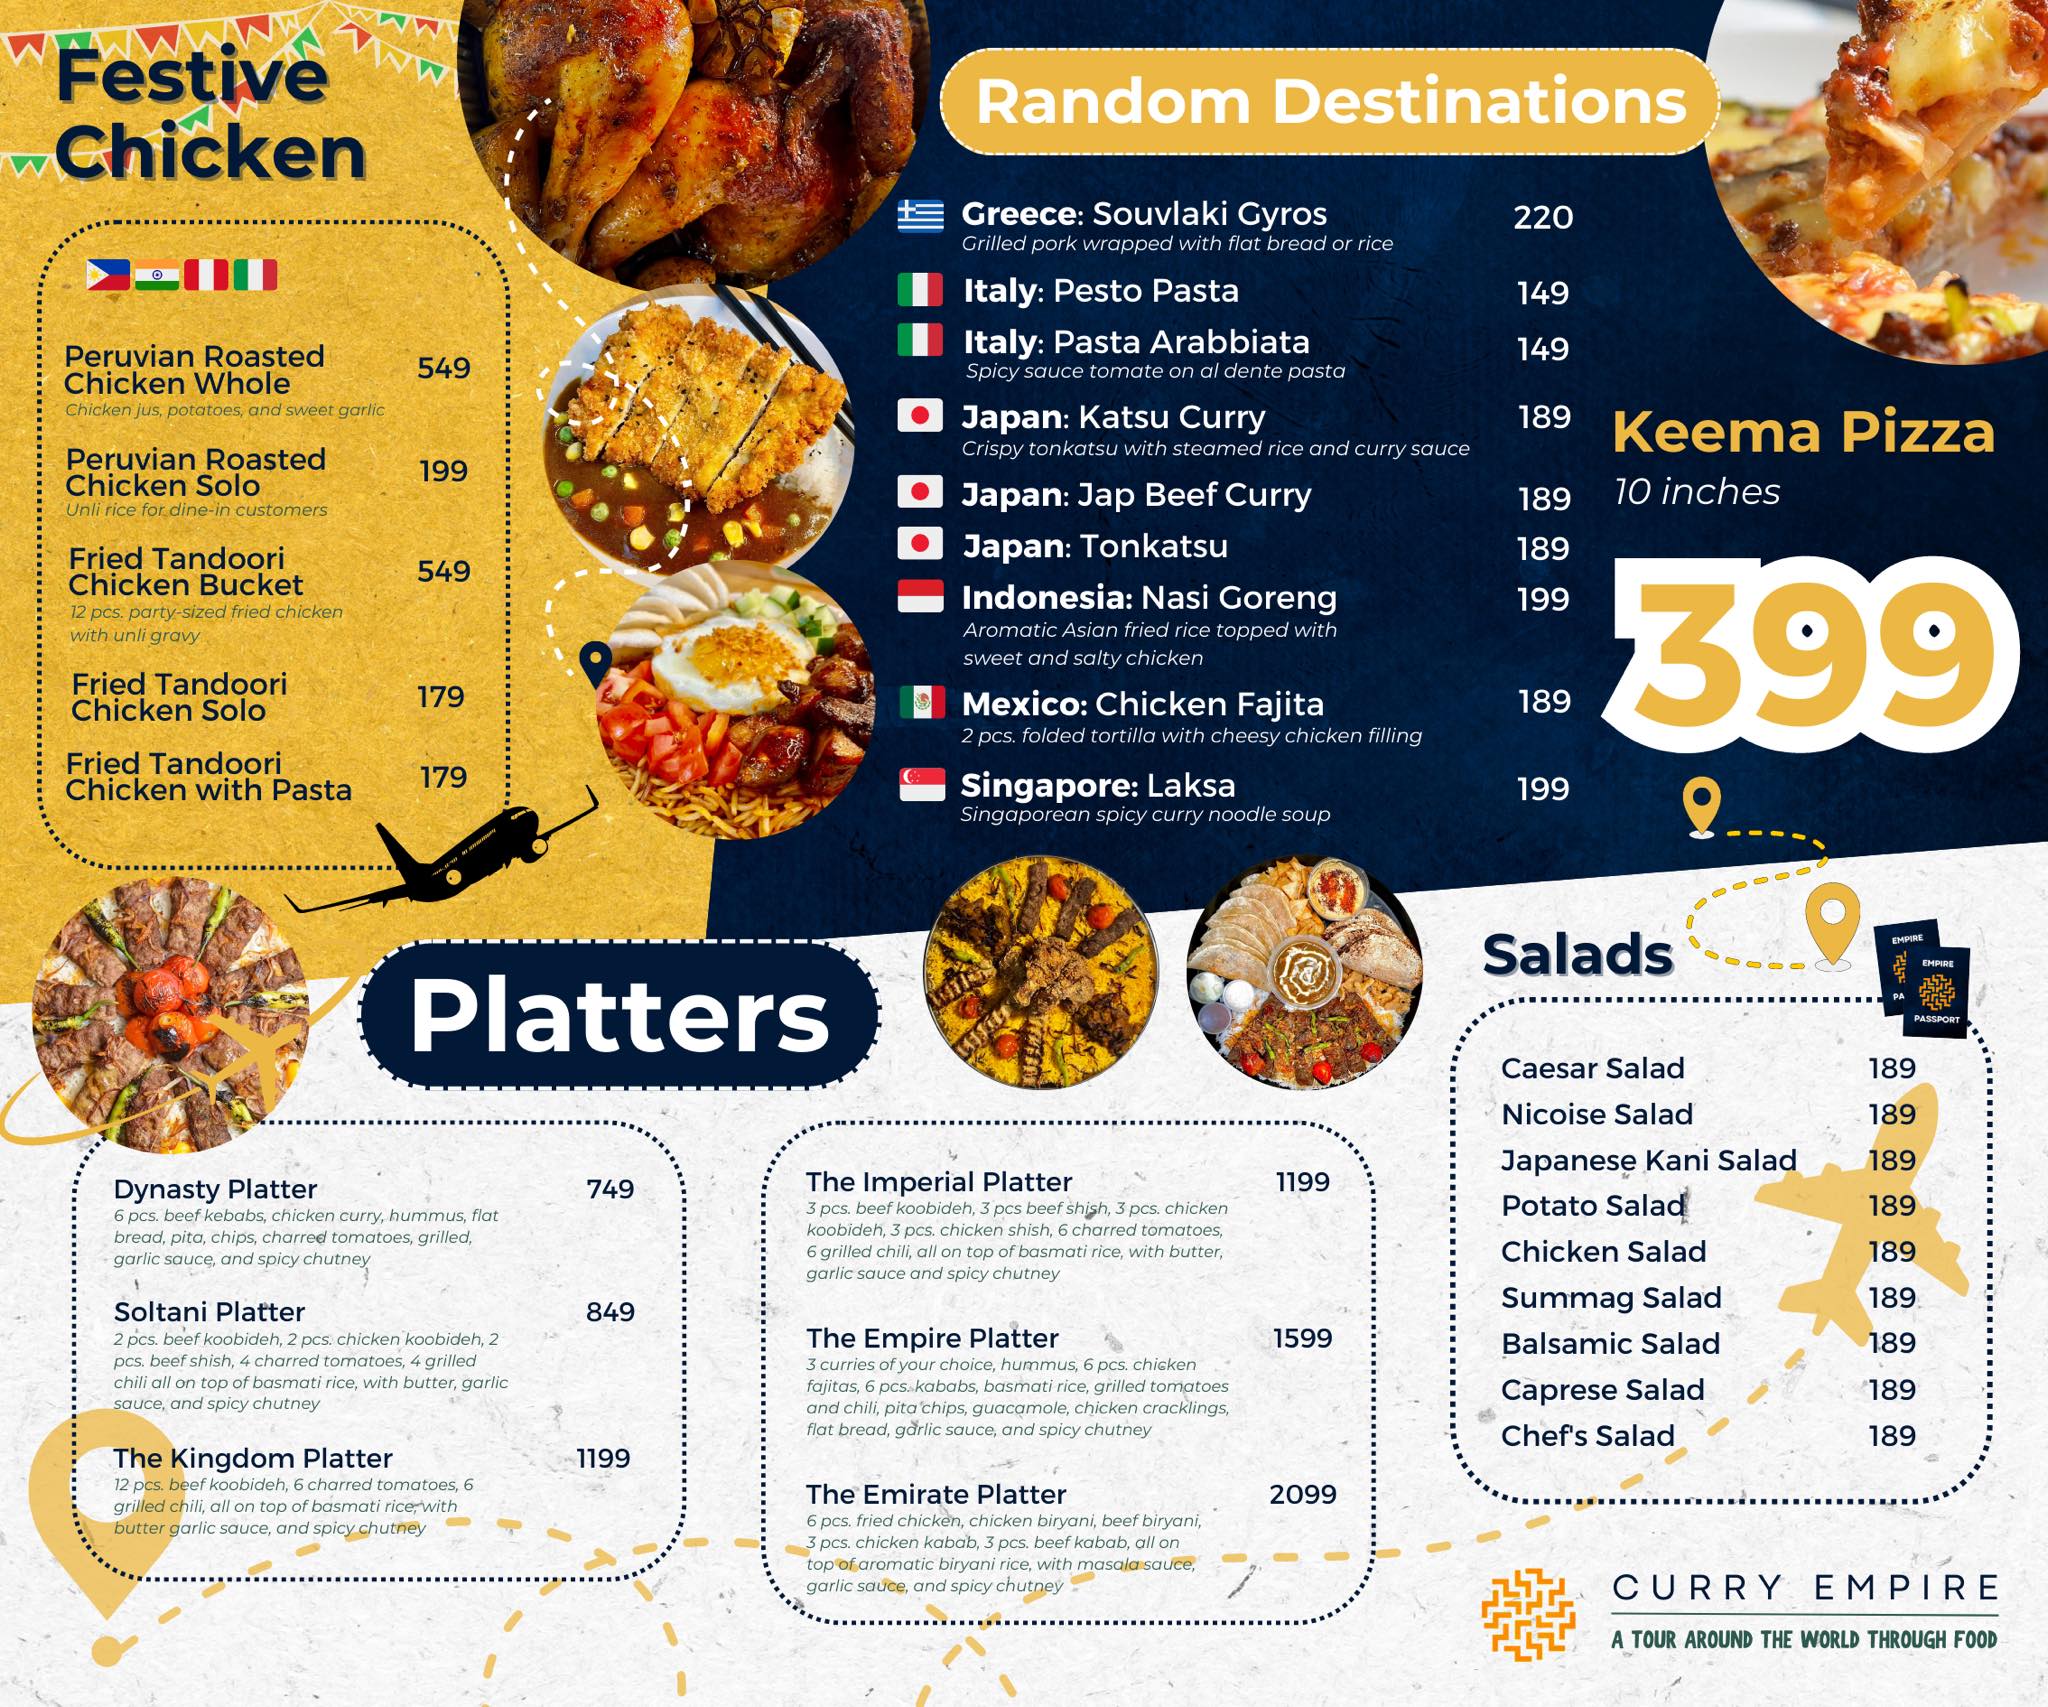 Festive
Chicken
Peruvian Roasted
Chicken Whole
549
Chicken jus, potatoes, and sweet garlic
Peruvian Roasted
Chicken Solo
199
Unli rice for dine-in customers
Fried Tandoori
Chicken Bucket
549
12 pcs. party-sized fried chicken
with unli gravy
Fried Tandoori
Chicken Solo
179
Fried Tandoori
Chicken with Pasta
179
Random Destinations
Greece: Souvlaki Gyros 220
Grilled pork wrapped with flat bread or rice
Italy: Pesto Pasta 149
Italy: Pasta Arabbiata 149
Spicy sauce tomate on al dente pasta
Japan: Katsu Curry 189
Crispy tonkatsu with steamed rice and curry sauce
Japan: Jap Beef Curry 189
Japan: Tonkatsu 189
Indonesia: Nasi Goreng 199
Aromatic Asian fried rice topped with
sweet and salty chicken
Mexico: Chicken Fajita 189
2 pcs. folded tortilla with cheesy chicken filling
Singapore: Laksa 199
Singaporean spicy curry noodle soup
Keema Pizza
10 inches
399
Platters
Dynasty Platter 749
6 pcs. beef kebabs, chicken curry, hummus, flat
bread, pita, chips, charred tomatoes, grilled,
garlic sauce, and spicy chutney
Soltani Platter 849
2 pcs. beef koobideh, 2 pcs. chicken koobideh, 2
pcs. beef shish, 4 charred tomatoes, 4 grilled
chili all on top of basmati rice, with butter, garlic
sauce, and spicy chutney
The Kingdom Platter 1199
12 pcs. beef koobideh, 6 charred tomatoes, 6
grilled chili, all on top of basmati rice, with
butter garlic sauce, and spicy chutney
The Imperial Platter 1199
3 pcs. beef koobideh, 3 pcs beef shish, 3 pcs. chicken
koobideh, 3 pcs. chicken shish, 6 charred tomatoes,
6 grilled chili, all on top of basmati rice, with butter,
garlic sauce and spicy chutney
The Empire Platter 1599
3 curries of your choice, hummus, 6 pcs. chicken
fajitas, 6 pcs. kababs, basmati rice, grilled tomatoes
and chili, pita chips, guacamole, chicken cracklings,
flat bread, garlic sauce, and spicy chutney
The Emirate Platter 2099
6 pcs. fried chicken, chicken biryani, beef biryani,
3 pcs. chicken kabab, 3 pcs. beef kabab, all on
top of aromatic biryani rice, with masala sauce,
garlic sauce, and spicy chutney
Salads
EMPIRE
PA
EMPIRE
PASSPORT
Caesar Salad 189
Nicoise Salad 189
Japanese Kani Salad 189
Potato Salad 189
Chicken Salad 189
Summag Salad 189
Balsamic Salad 189
Caprese Salad 189
Chef's Salad 189
CURRY EMPIRE
A TOUR AROUND THE WORLD THROUGH FOOD